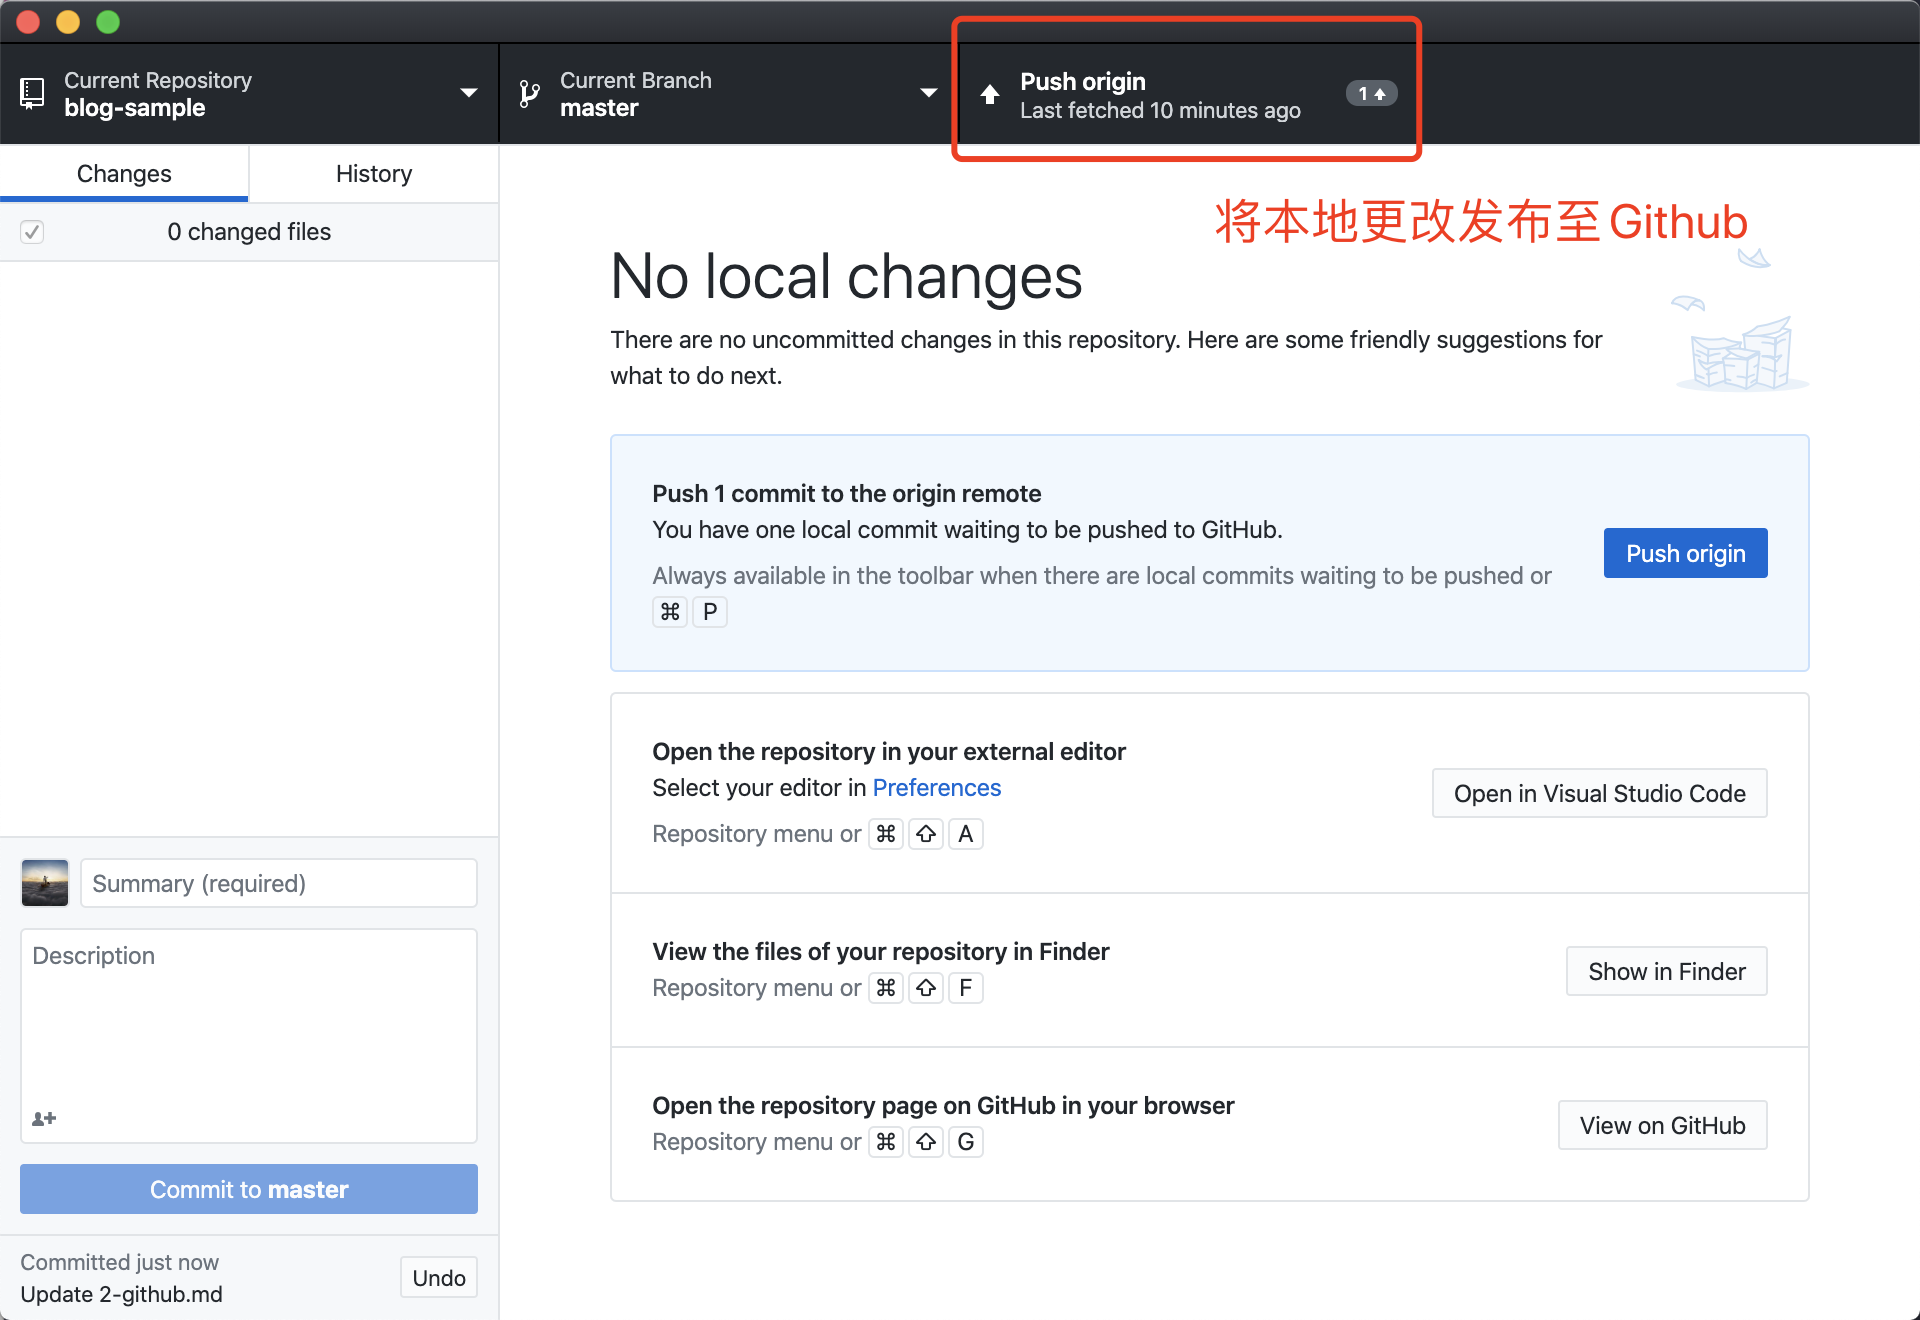 Current Repository
blog-sample
Current Branch
master
Push origin
Last fetched 10 minutes ago
1
Changes
History
0 changed files
将本地更改发布至Github
No local changes
There are no uncommitted changes in this repository. Here are some friendly suggestions for
what to do next.
Push 1 commit to the origin remote
You have one local commit waiting to be pushed to GitHub.
Always available in the toolbar when there are local commits waiting to be pushed or
⌘ P
Push origin
Open the repository in your external editor
Select your editor in Preferences
Repository menu or ⌘ ⇧ A
Open in Visual Studio Code
View the files of your repository in Finder
Repository menu or ⌘ ⇧ F
Show in Finder
Open the repository page on GitHub in your browser
Repository menu or ⌘ ⇧ G
View on GitHub
Summary (required)
Description
Commit to master
Committed just now
Update 2-github.md
Undo